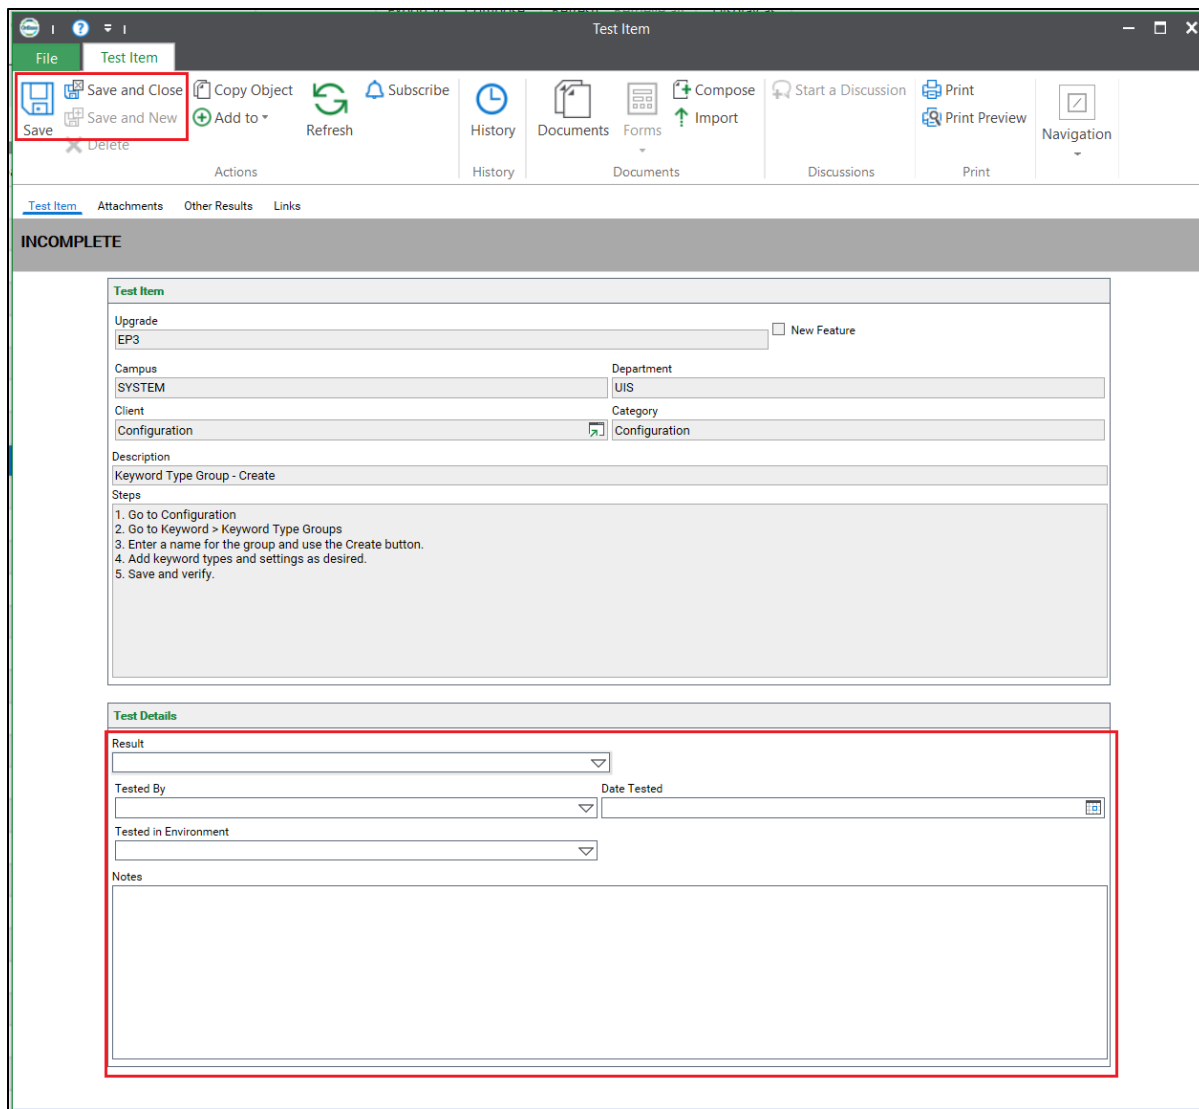 Test Item
File
Test Item
Save
Save and Close
Save and New
Delete
Copy Object
Add to
Refresh
Subscribe
Actions
History
History
Documents
Forms
Compose
Import
Documents
Start a Discussion
Discussions
Print
Print Preview
Print
Navigation
Test Item Attachments Other Results Links
INCOMPLETE
Test Item
Upgrade
EP3
New Feature
Campus Department
SYSTEM UIS
Client Category
Configuration Configuration
Description
Keyword Type Group - Create
Steps
1. Go to Configuration
2. Go to Keyword > Keyword Type Groups
3. Enter a name for the group and use the Create button.
4. Add keyword types and settings as desired.
5. Save and verify.
Test Details
Result
Tested By Date Tested
Tested in Environment
Notes